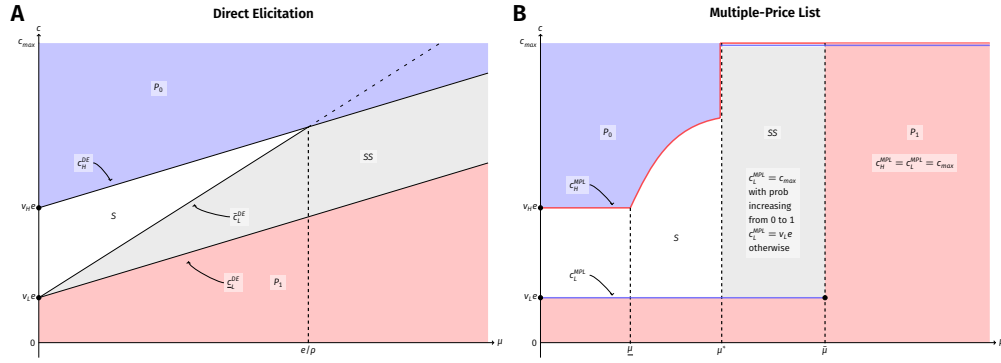 A
Direct Elicitation
c
c_max
P_0
c_H^DE
SS
v_H e
S
c̄_L^DE
c̲_L^DE
P_1
v_L e
0
e/ρ
μ
B
Multiple-Price List
c
c_max
P_0
SS
P_1
c_H^MPL = c_L^MPL = c_max
c_H^MPL
c_L^MPL = c_max
with prob
increasing
from 0 to 1
c_L^MPL = v_L e
otherwise
v_H e
S
c_L^MPL
v_L e
0
μ̲
μ*
μ̄